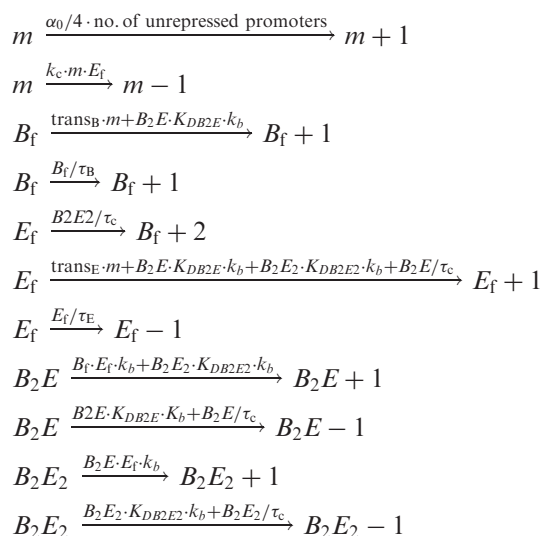 m \xrightarrow{\alpha_0/4 \cdot \text{no. of unrepressed promoters}} m + 1
m \xrightarrow{k_c \cdot m \cdot E_f} m − 1
B_f \xrightarrow{\text{trans}_B \cdot m + B_2E \cdot K_{DB2E} \cdot k_b} B_f + 1
B_f \xrightarrow{B_f/\tau_B} B_f + 1
E_f \xrightarrow{B2E2/\tau_c} B_f + 2
E_f \xrightarrow{\text{trans}_E \cdot m + B_2E \cdot K_{DB2E} \cdot k_b + B_2E_2 \cdot K_{DB2E2} \cdot k_b + B_2E/\tau_c} E_f + 1
E_f \xrightarrow{E_f/\tau_E} E_f − 1
B_2E \xrightarrow{B_f \cdot E_f \cdot k_b + B_2E_2 \cdot K_{DB2E2} \cdot k_b} B_2E + 1
B_2E \xrightarrow{B2E \cdot K_{DB2E} \cdot K_b + B_2E/\tau_c} B_2E − 1
B_2E_2 \xrightarrow{B_2E \cdot E_f \cdot k_b} B_2E_2 + 1
B_2E_2 \xrightarrow{B_2E_2 \cdot K_{DB2E2} \cdot k_b + B_2E_2/\tau_c} B_2E_2 − 1